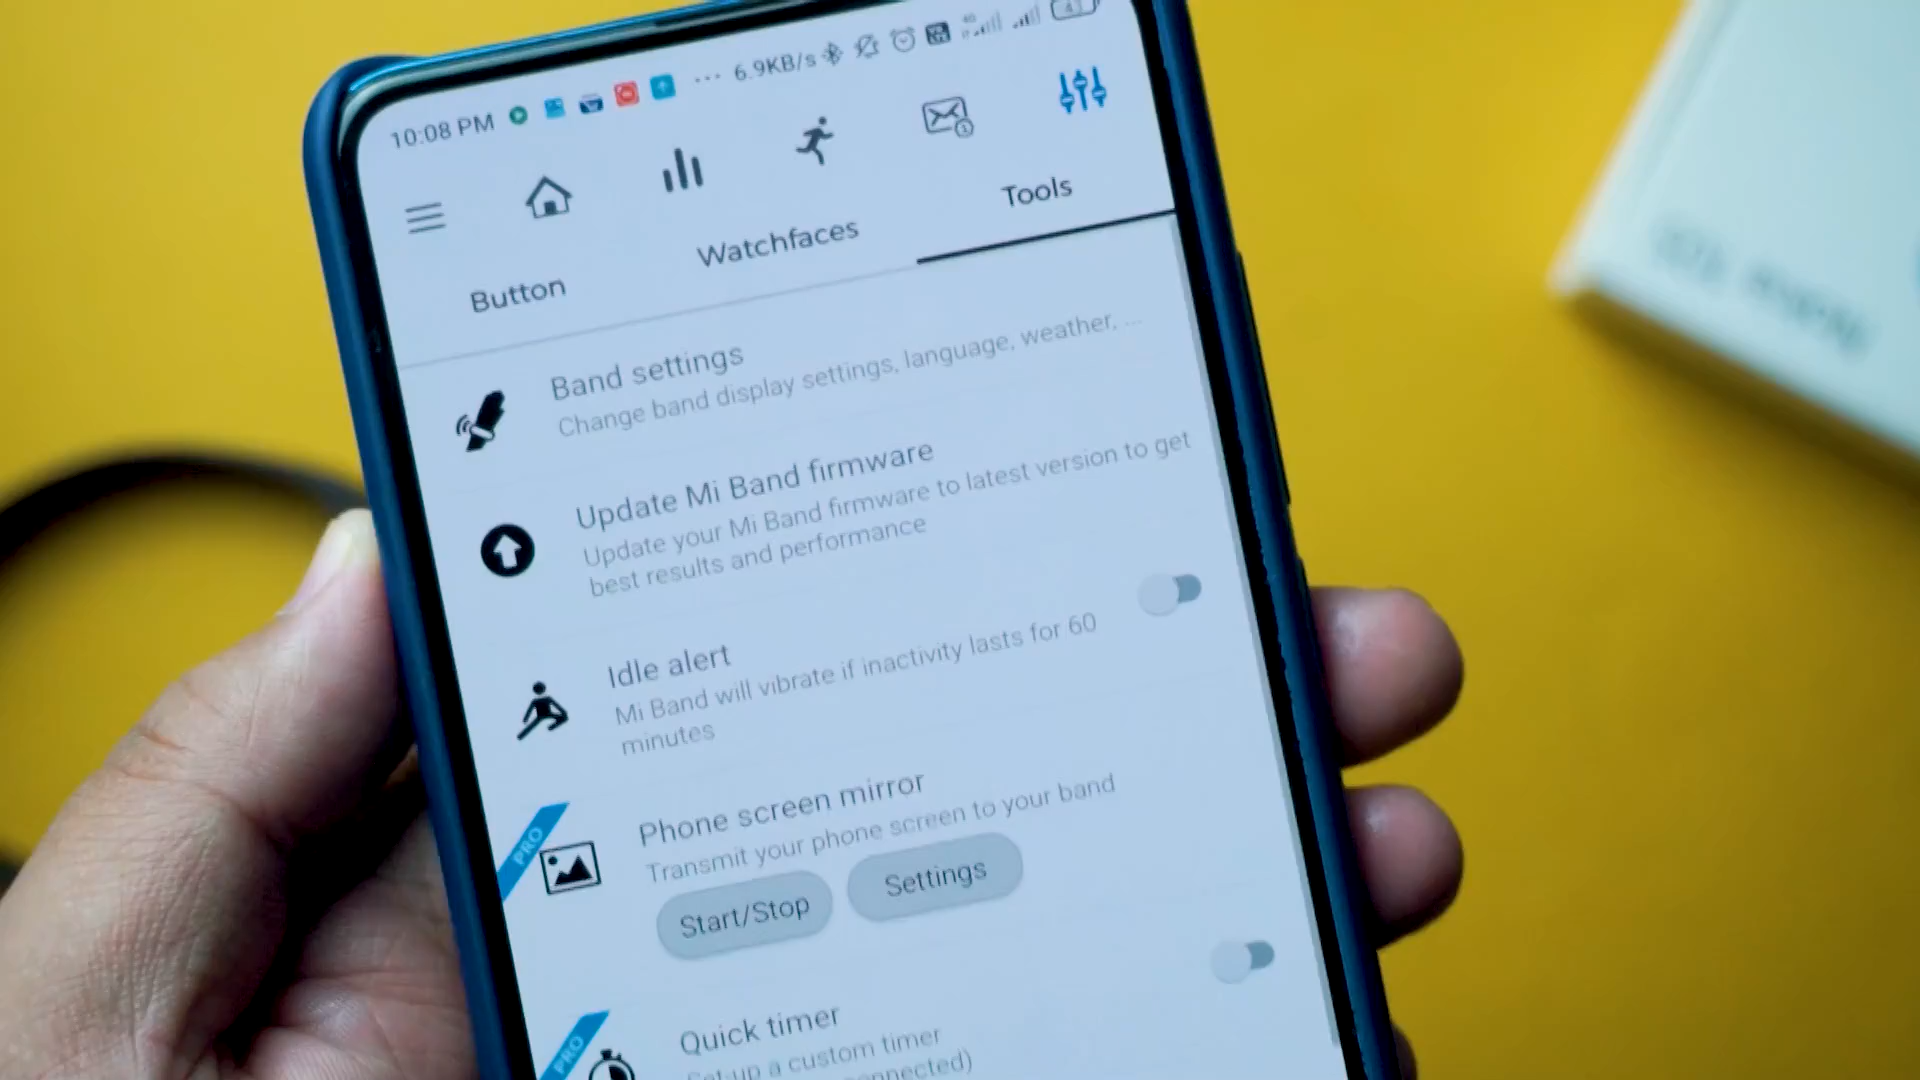 10:08 PM ... 6.9KB/s
Button
Watchfaces
Tools
Band settings
Change band display settings, language, weather, ...
Update Mi Band firmware
Update your Mi Band firmware to latest version to get
best results and performance
Idle alert
Mi Band will vibrate if inactivity lasts for 60
minutes
PRO
Phone screen mirror
Transmit your phone screen to your band
Start/Stop
Settings
PRO
Quick timer
Set-up a custom timer